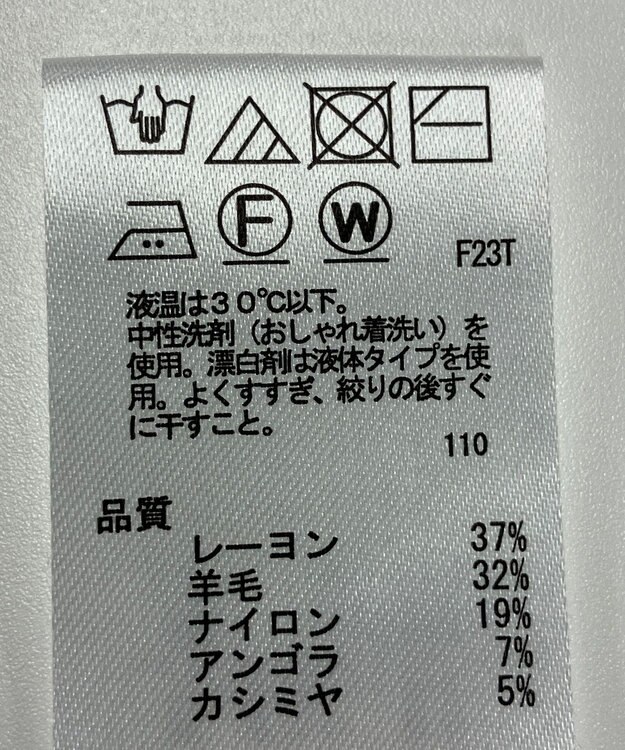 F W F23T
液温は30℃以下。
中性洗剤（おしゃれ着洗い）を
使用。漂白剤は液体タイプを使
用。よくすすぎ、絞りの後すぐ
に干すこと。
110
品質
レーヨン 37%
羊毛 32%
ナイロン 19%
アンゴラ 7%
カシミヤ 5%